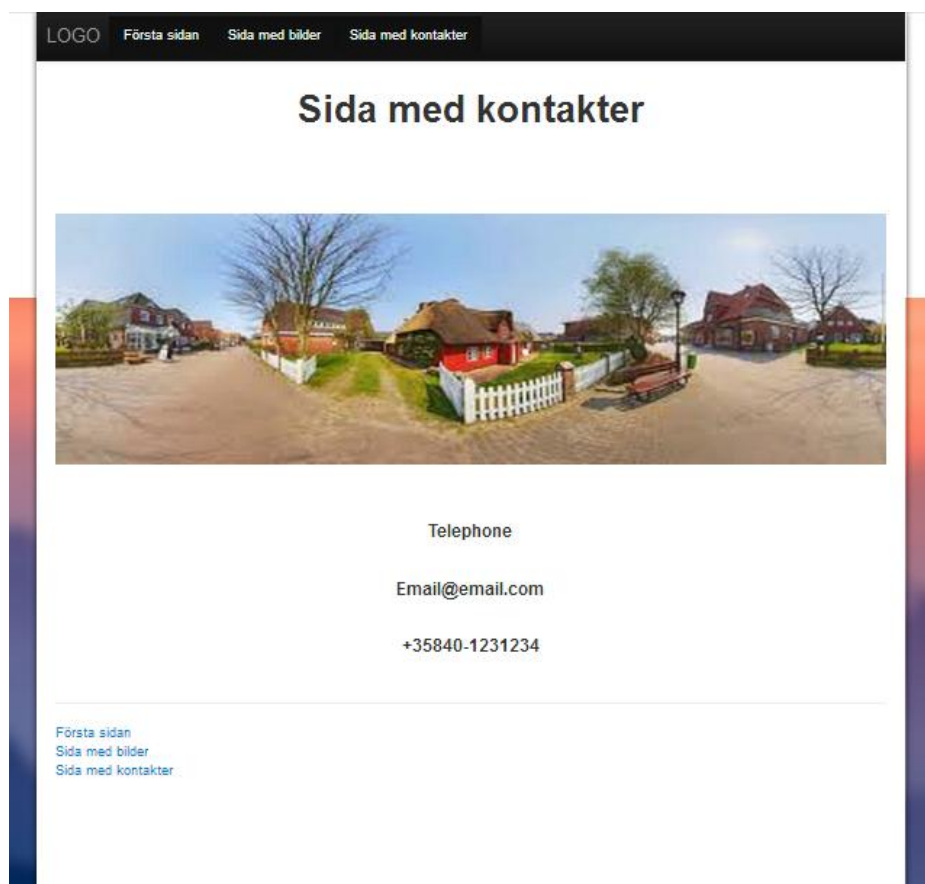 LOGO Första sidan Sida med bilder Sida med kontakter
Sida med kontakter
Telephone
Email@email.com
+35840-1231234
Första sidan
Sida med bilder
Sida med kontakter